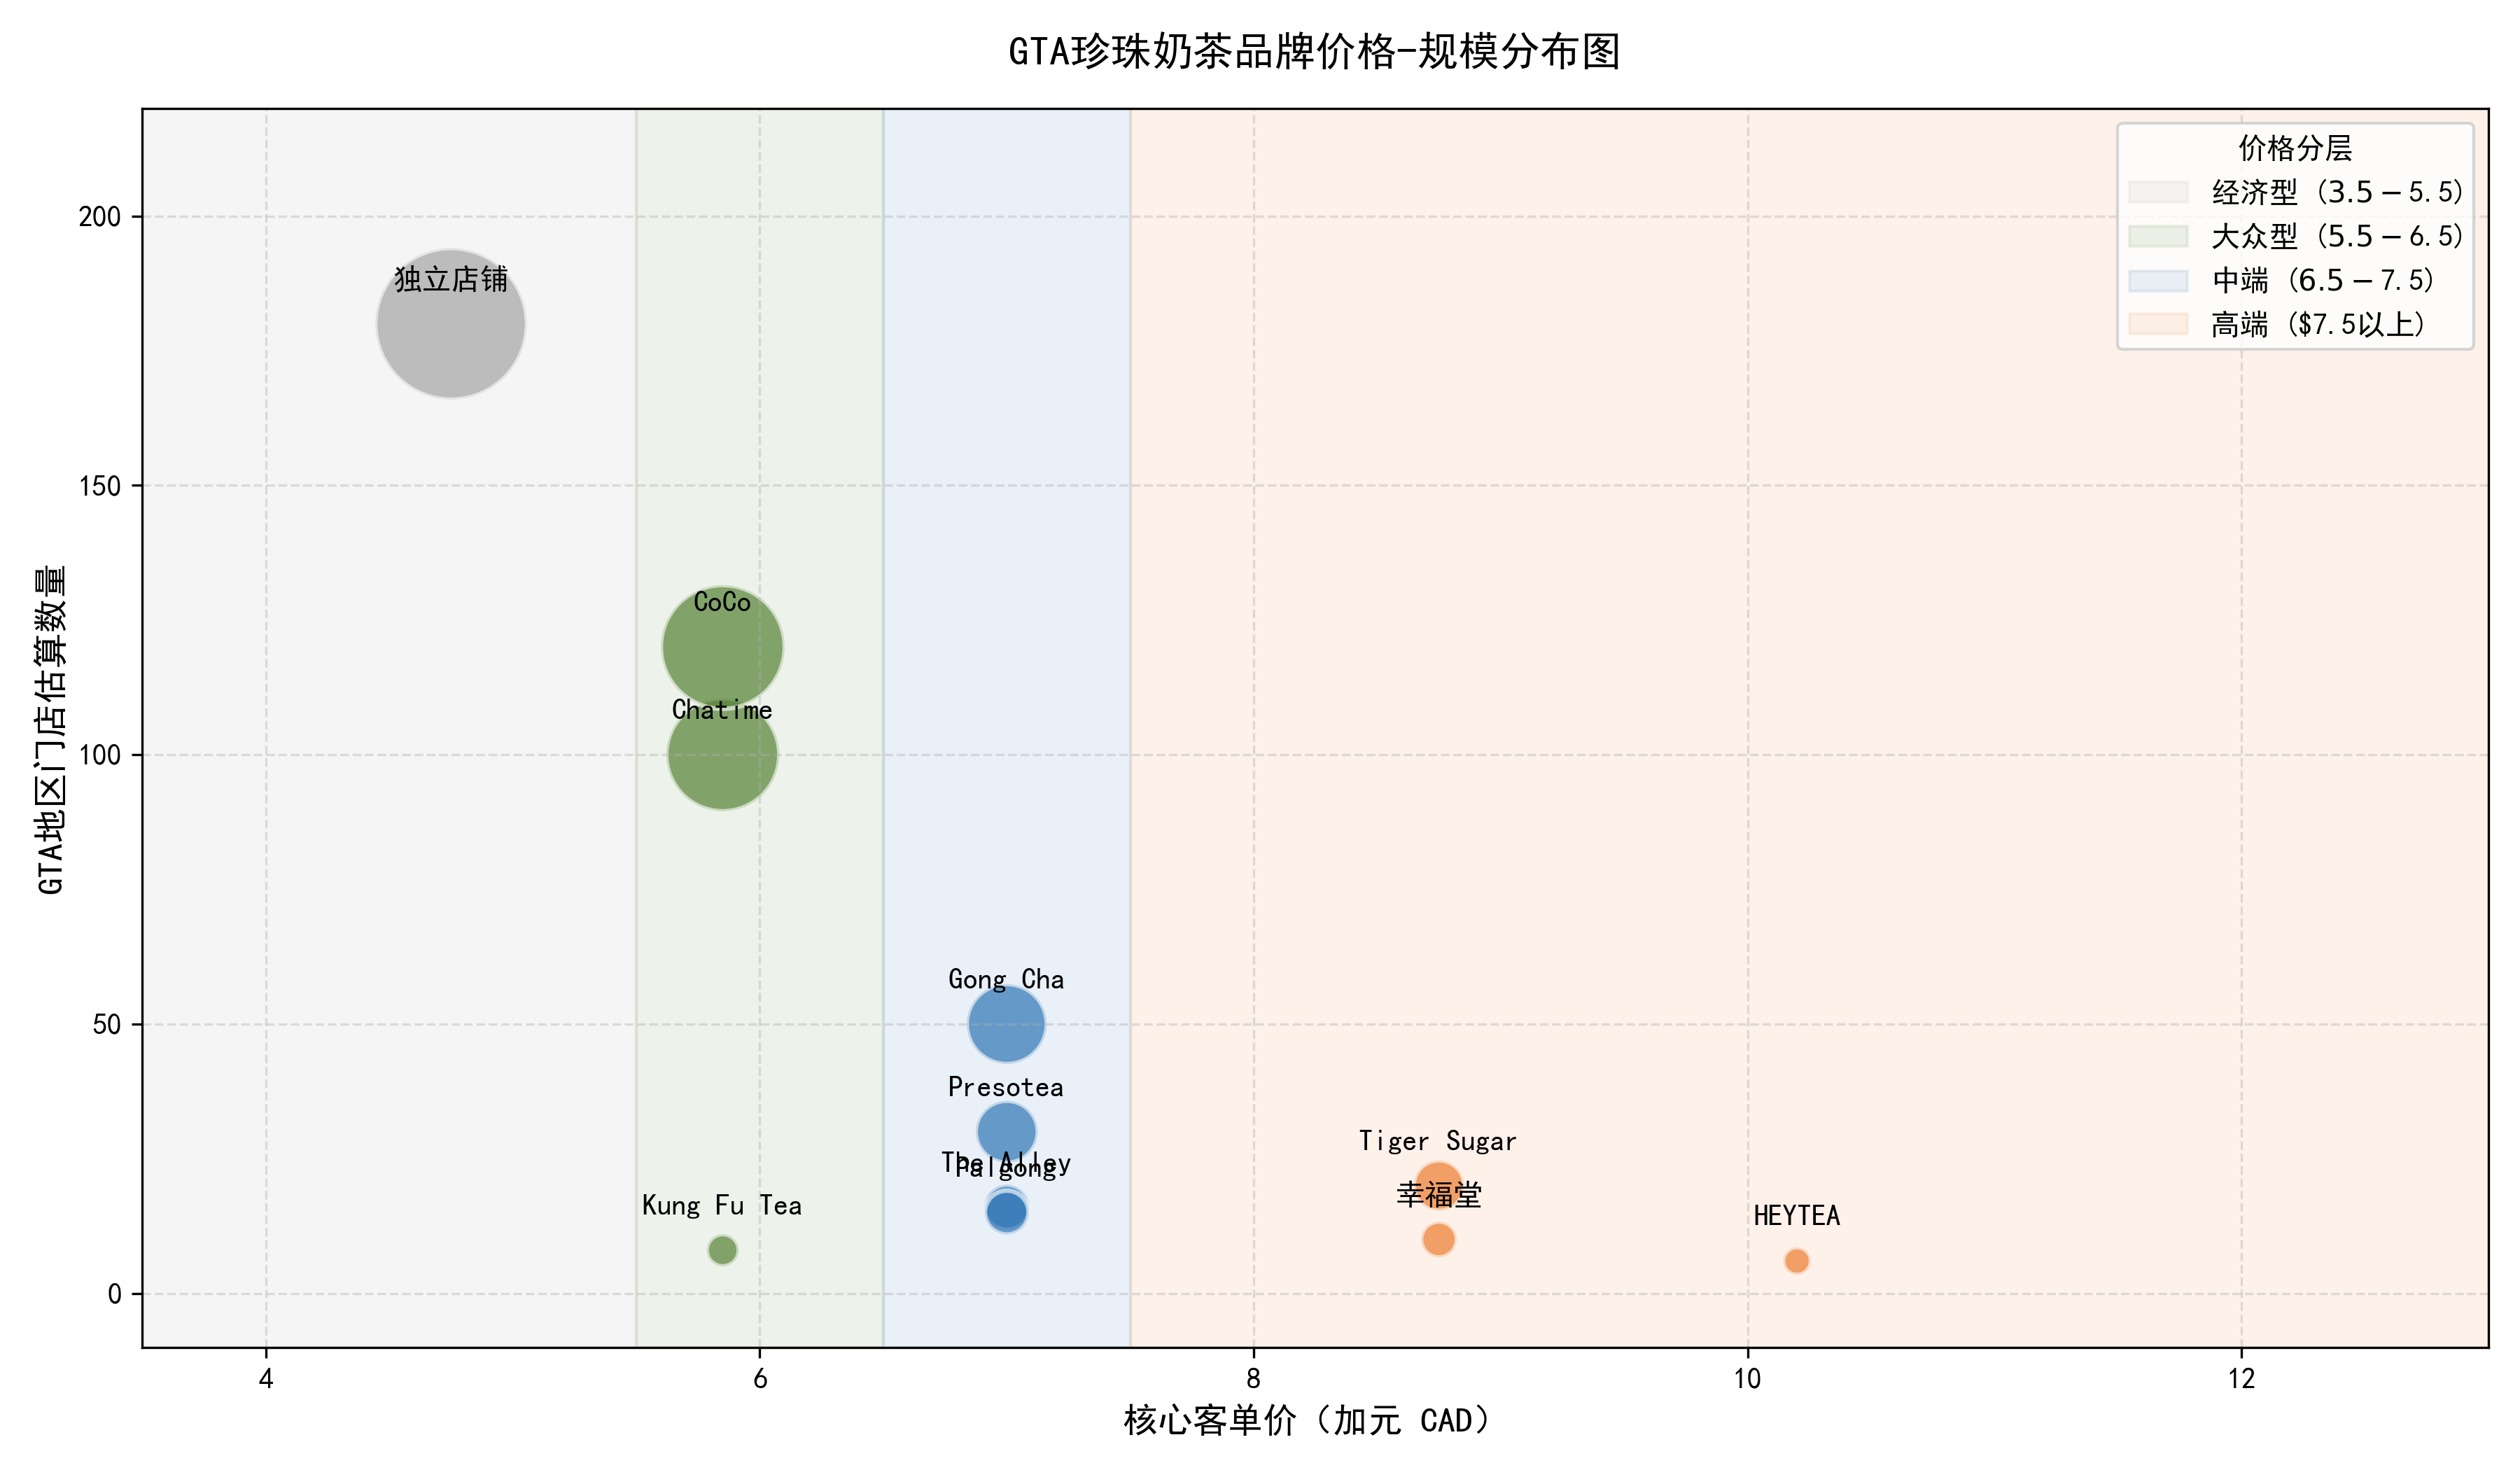 GTA珍珠奶茶品牌价格-规模分布图
价格分层
经济型 (3.5 − 5.5)
大众型 (5.5 − 6.5)
中端 (6.5 − 7.5)
高端 ($7.5以上)
GTA地区门店估算数量
200
150
100
50
0
独立店铺
CoCo
Chatime
Gong Cha
Presotea
The Alley
Palgong
Kung Fu Tea
Tiger Sugar
幸福堂
HEYTEA
4
6
8
10
12
核心客单价（加元 CAD）